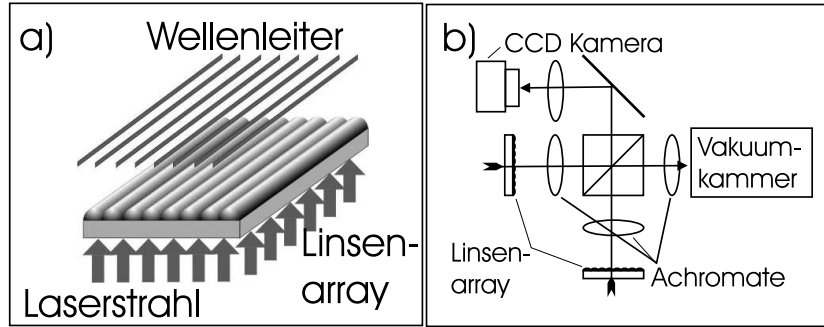 a)
Wellenleiter
Linsen-
array
Laserstrahl
b)
CCD Kamera
Vakuum-
kammer
Linsen-
array
Achromate